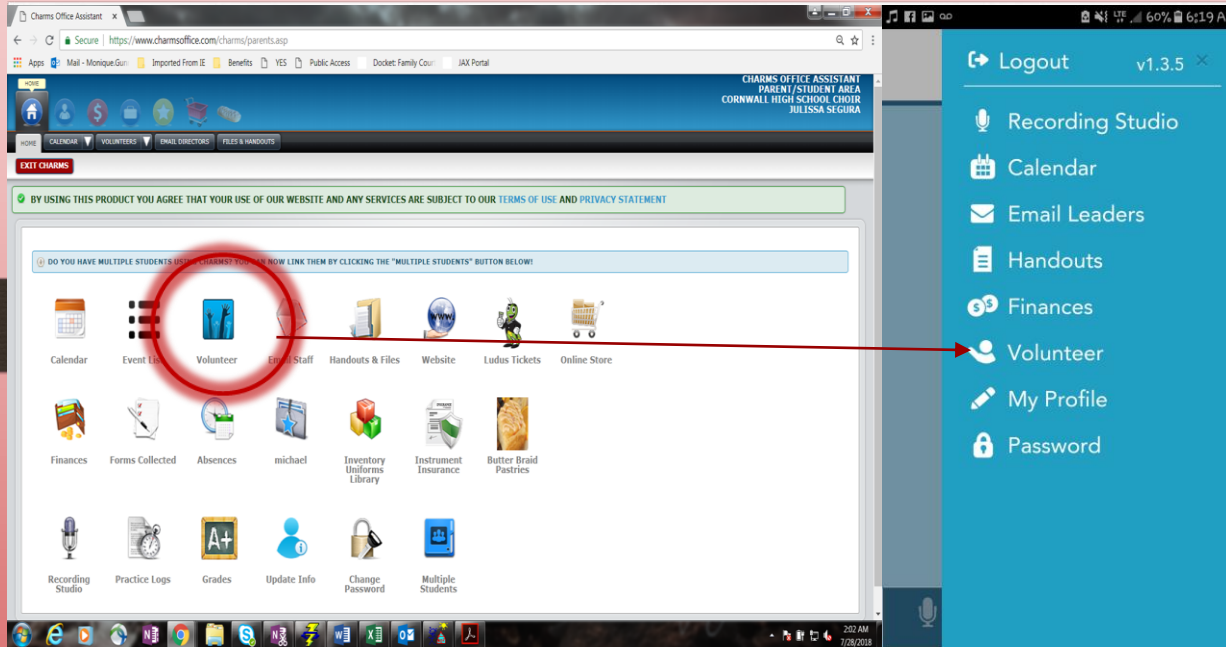 Charms Office Assistant
Secure | https://www.charmsoffice.com/charms/parents.asp
Apps Mail - Monique.Gun Imported From IE Benefits YES Public Access Docket: Family Cour JAX Portal
HOME
CHARMS OFFICE ASSISTANT
PARENT/STUDENT AREA
CORNWALL HIGH SCHOOL CHOIR
JULISSA SEGURA
HOME CALENDAR VOLUNTEERS EMAIL DIRECTORS FILES & HANDOUTS
EXIT CHARMS
BY USING THIS PRODUCT YOU AGREE THAT YOUR USE OF OUR WEBSITE AND ANY SERVICES ARE SUBJECT TO OUR TERMS OF USE AND PRIVACY STATEMENT
DO YOU HAVE MULTIPLE STUDENTS USING CHARMS? YOU CAN NOW LINK THEM BY CLICKING THE "MULTIPLE STUDENTS" BUTTON BELOW!
www.
Calendar Event List Volunteer Email Staff Handouts & Files Website Ludus Tickets Online Store
Finances Forms Collected Absences michael Inventory Uniforms Library Instrument Insurance Butter Braid Pastries
A+
Recording Studio Practice Logs Grades Update Info Change Password Multiple Students
2:02 AM
7/28/2018
LTE 60% 6:19 A
Logout v1.3.5 ×
Recording Studio
Calendar
Email Leaders
Handouts
Finances
Volunteer
My Profile
Password